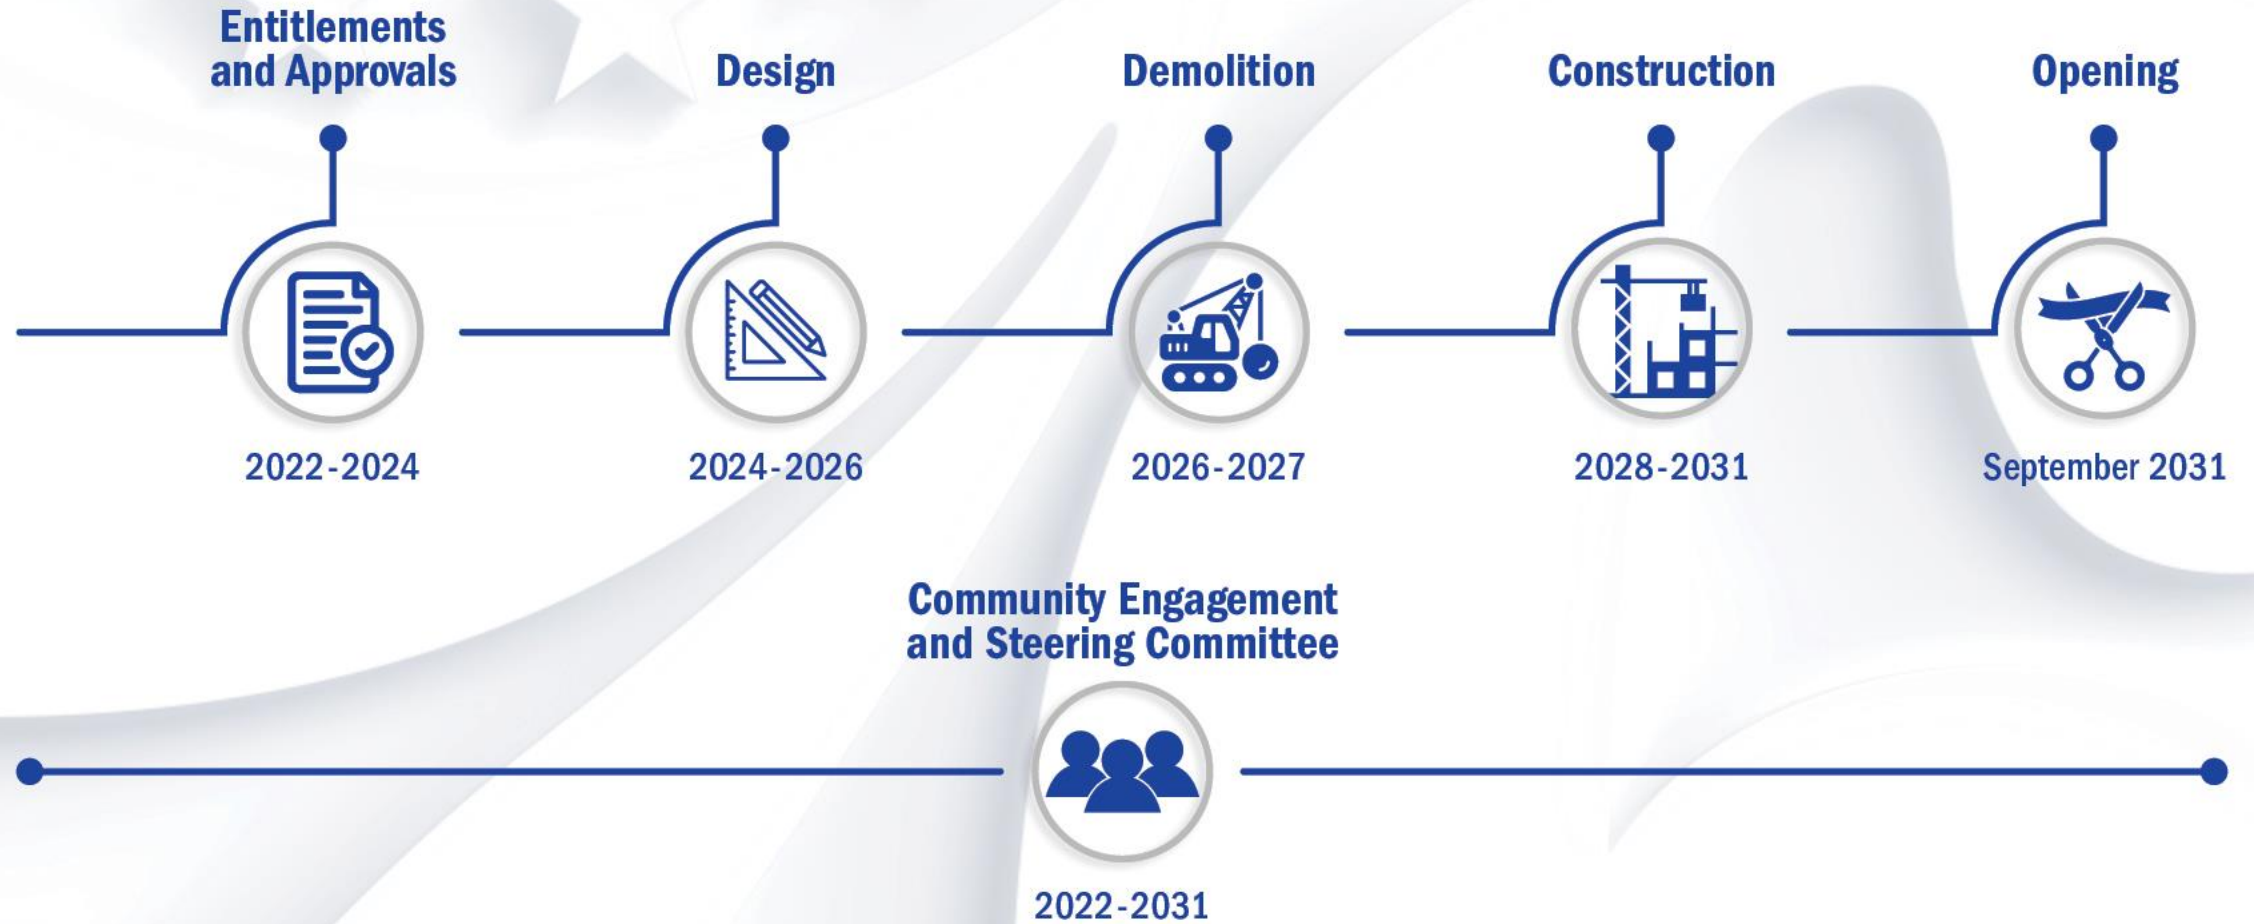 Entitlements
and Approvals
Design
Demolition
Construction
Opening
2022-2024
2024-2026
2026-2027
2028-2031
September 2031
Community Engagement
and Steering Committee
2022-2031